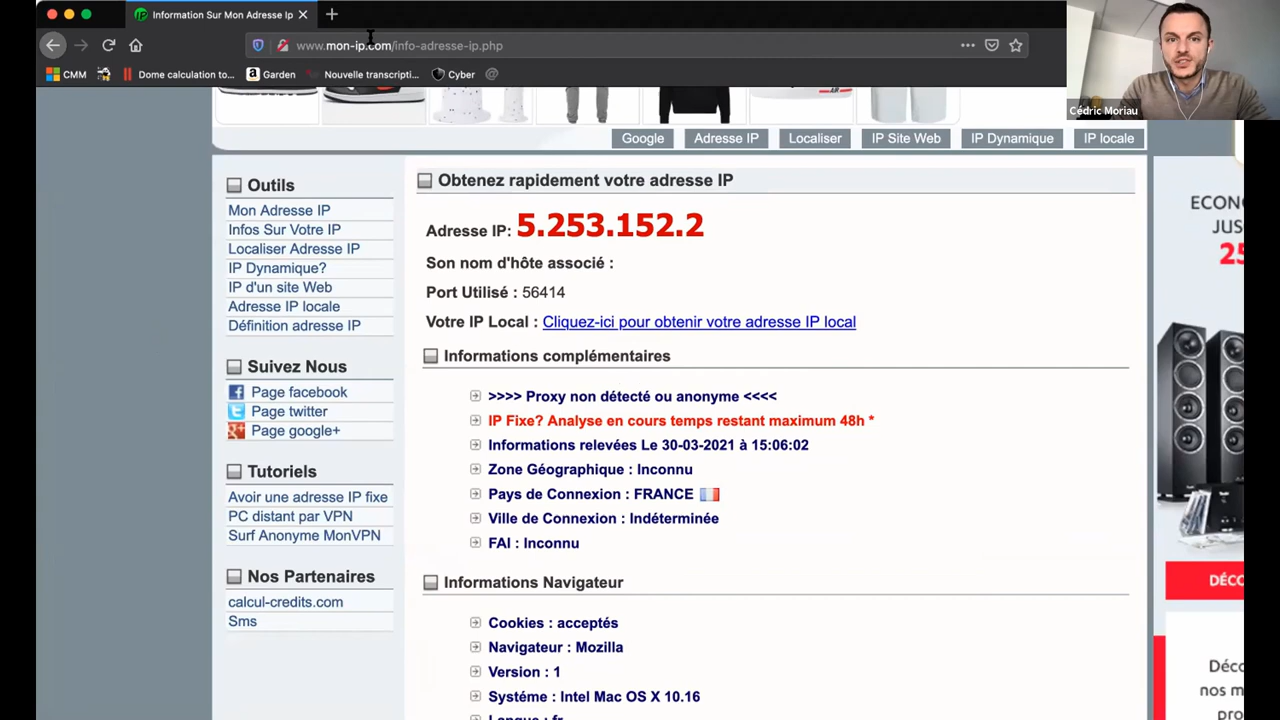 Information Sur Mon Adresse Ip
www.mon-ip.com/info-adresse-ip.php
CMM
Dome calculation to...
Garden
Nouvelle transcripti...
Cyber
Cédric Moriau
Google
Adresse IP
Localiser
IP Site Web
IP Dynamique
IP locale
Outils
Mon Adresse IP
Infos Sur Votre IP
Localiser Adresse IP
IP Dynamique?
IP d'un site Web
Adresse IP locale
Définition adresse IP
Suivez Nous
Page facebook
Page twitter
Page google+
Tutoriels
Avoir une adresse IP fixe
PC distant par VPN
Surf Anonyme MonVPN
Nos Partenaires
calcul-credits.com
Sms
Obtenez rapidement votre adresse IP
Adresse IP: 5.253.152.2
Son nom d'hôte associé :
Port Utilisé : 56414
Votre IP Local : Cliquez-ici pour obtenir votre adresse IP local
Informations complémentaires
>>>> Proxy non détecté ou anonyme <<<<
IP Fixe? Analyse en cours temps restant maximum 48h *
Informations relevées Le 30-03-2021 à 15:06:02
Zone Géographique : Inconnu
Pays de Connexion : FRANCE
Ville de Connexion : Indéterminée
FAI : Inconnu
Informations Navigateur
Cookies : acceptés
Navigateur : Mozilla
Version : 1
Systéme : Intel Mac OS X 10.16
Langue : fr
nos m